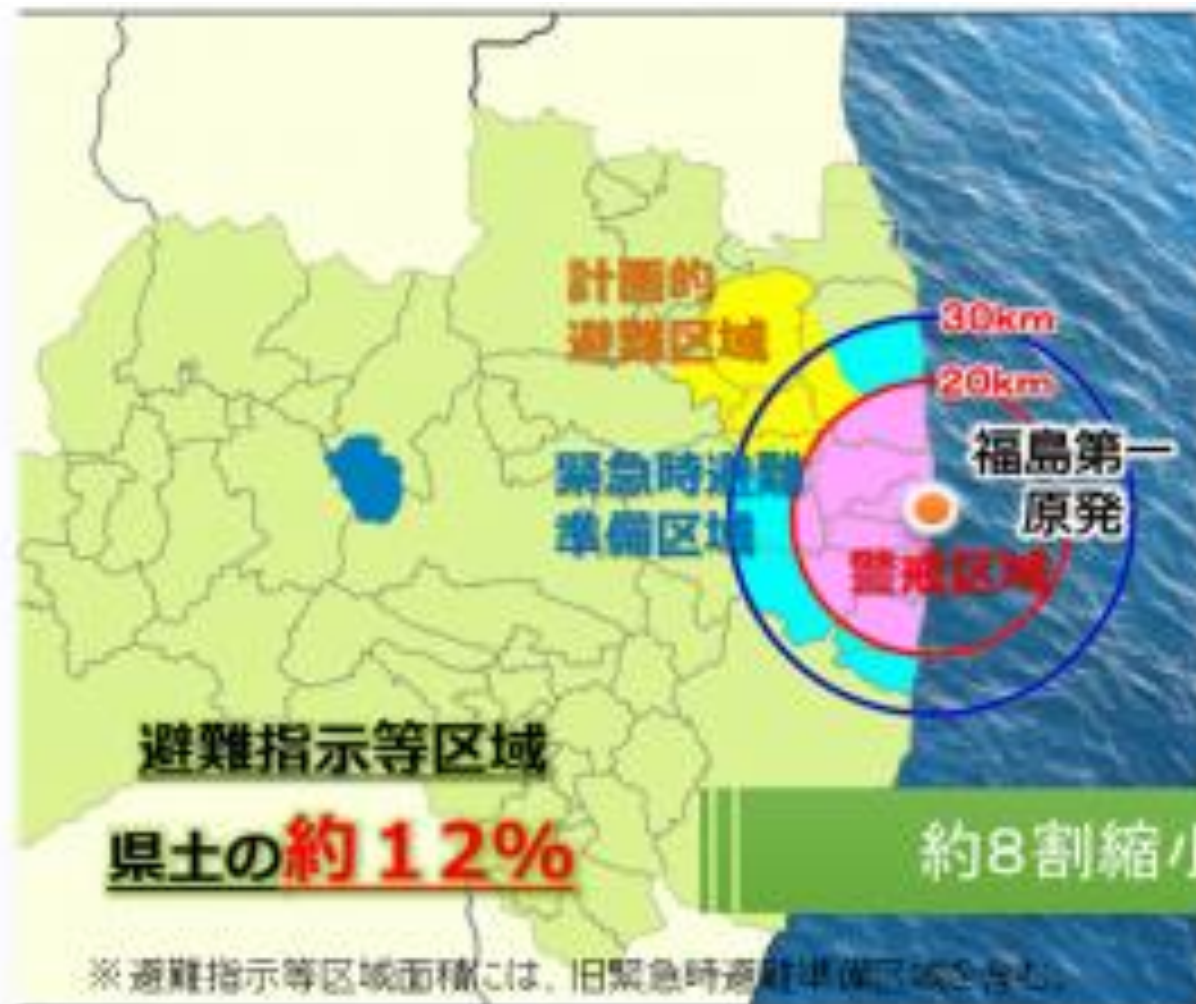 計画的
避難区域
30km
20km
福島第一
原発
緊急時避難
準備区域
警戒区域
避難指示等区域
県土の約12%
約8割縮小
※避難指示等区域面積には、旧緊急時避難準備区域を含む。